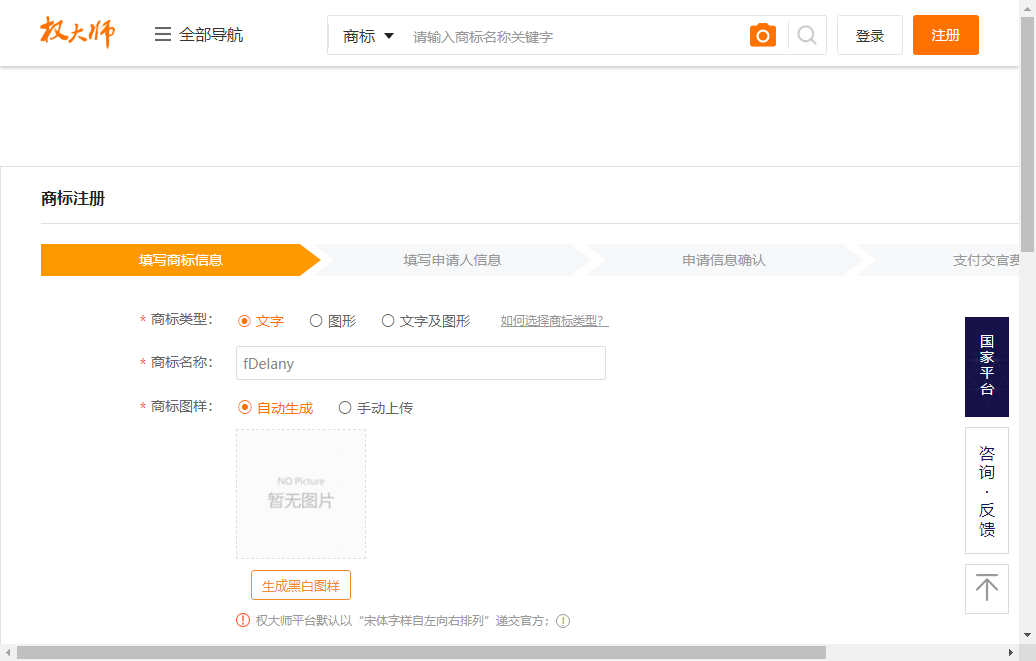 权大师
全部导航
商标
请输入商标名称关键字
登录
注册
商标注册
填写商标信息
填写申请人信息
申请信息确认
支付交官费
* 商标类型：
文字
图形
文字及图形
如何选择商标类型？
* 商标名称：
fDelany
* 商标图样：
自动生成
手动上传
NO Picture
暂无图片
生成黑白图样
权大师平台默认以“宋体字样自左向右排列”递交官方；
国家平台
咨询·反馈